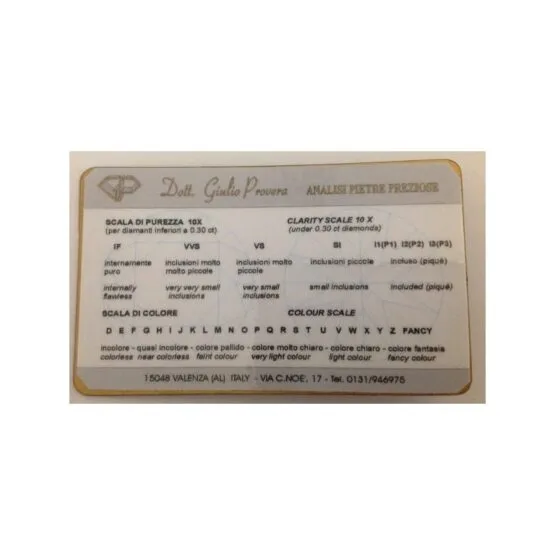 GP Dott. Giulio Provera ANALISI PIETRE PREZIOSE
SCALA DI PUREZZA 10X CLARITY SCALE 10 X
(per diamanti inferiori a 0.30 ct) (under 0.30 ct diamonds)
IF VVS VS SI I1(P1) I2(P2) I3(P3)
internamente inclusioni molto inclusioni molto inclusioni piccole incluso (piqué)
puro molto piccole piccole
internally very very small very small small inclusions included (piqué)
flawless inclusions inclusions
SCALA DI COLORE COLOUR SCALE
D E F G H I J K L M N O P Q R S T U V W X Y Z FANCY
incolore - quasi incolore - colore pallido - colore molto chiaro - colore chiaro - colore fantasia
colorless near colorless faint colour very light colour light colour fancy colour
15048 VALENZA (AL) ITALY - VIA C.NOE', 17 - Tel. 0131/946975